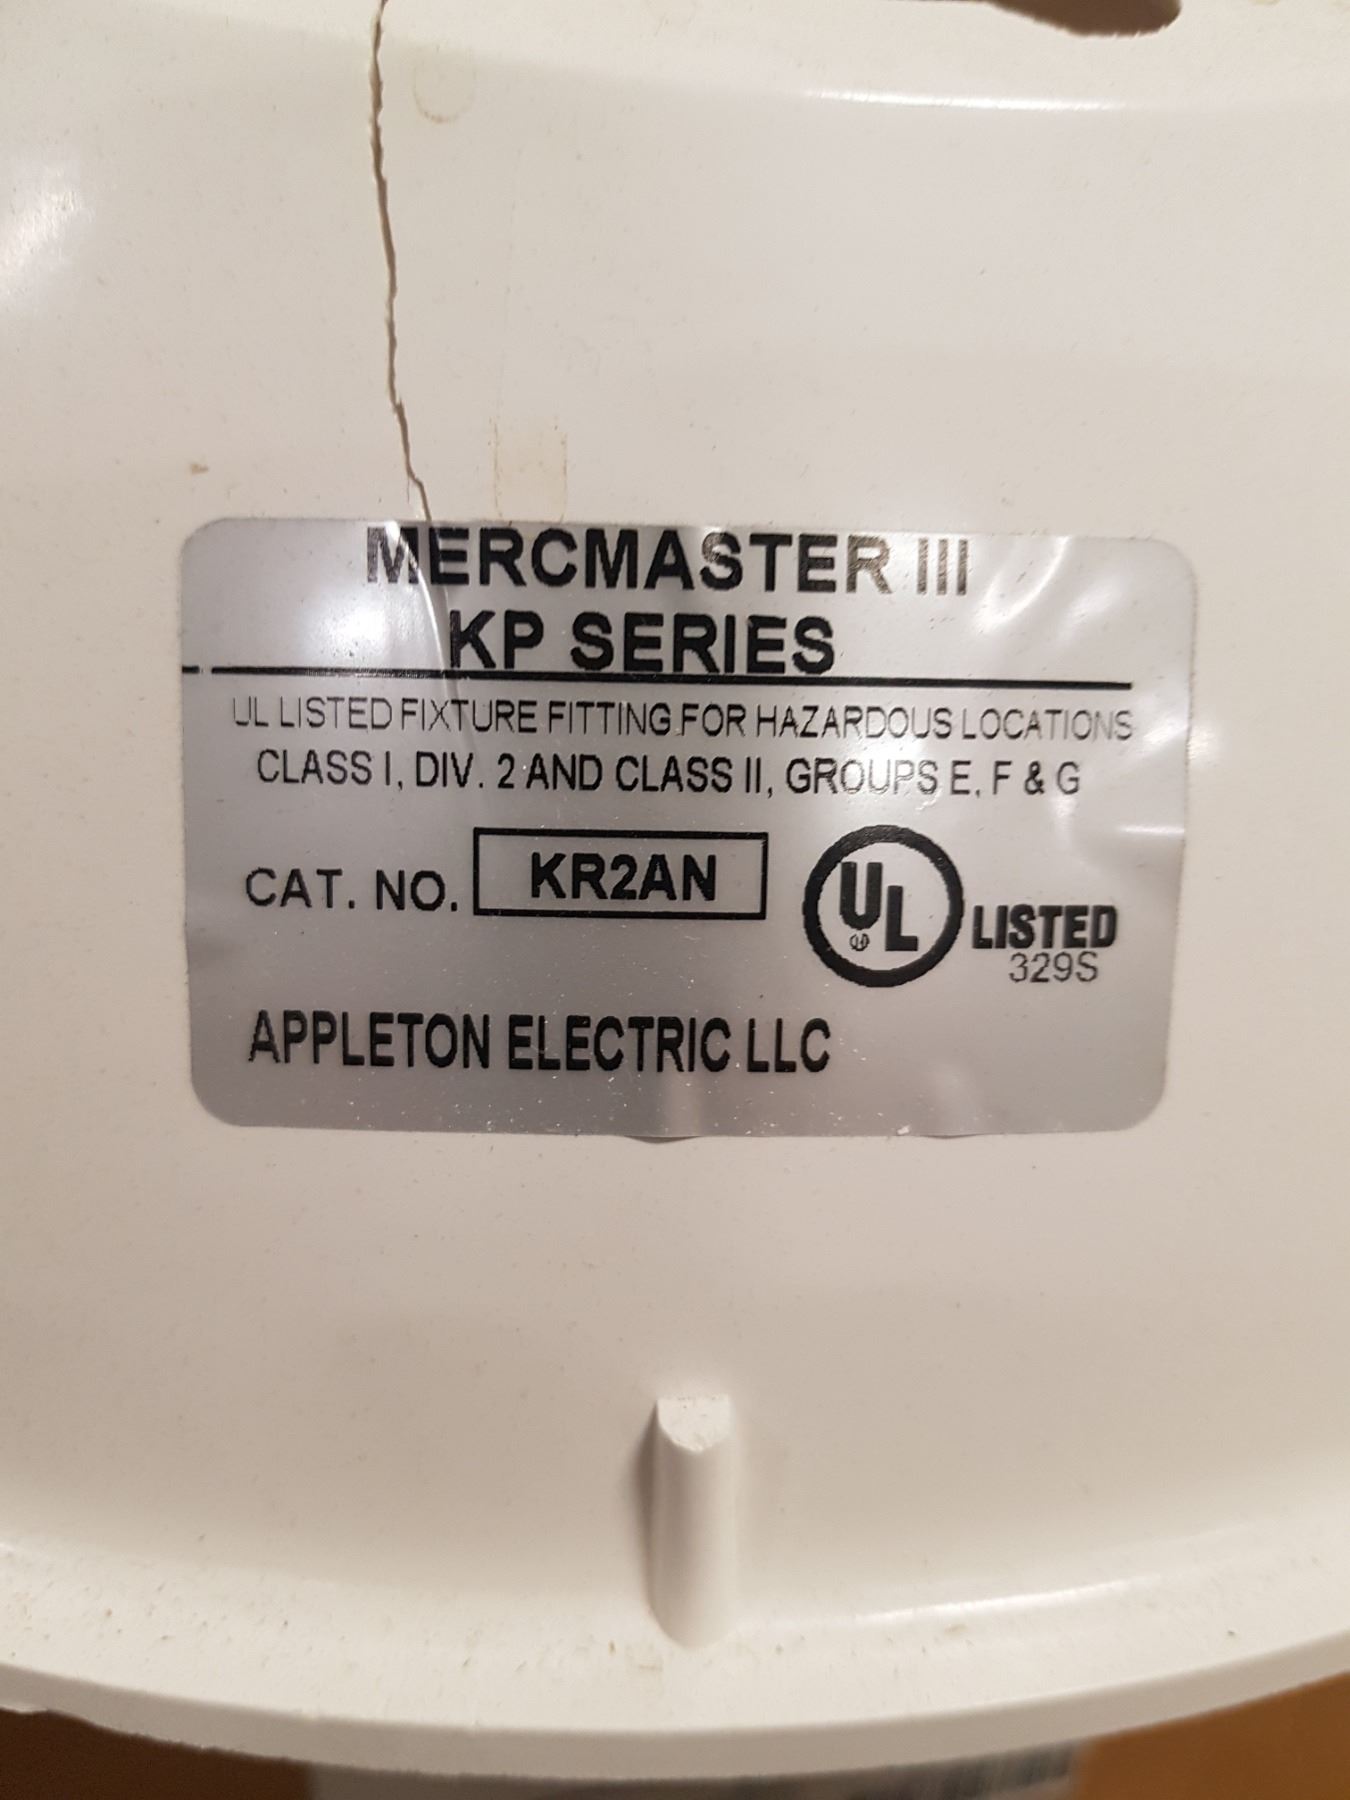 MERCMASTER III
KP SERIES
UL LISTED FIXTURE FITTING FOR HAZARDOUS LOCATIONS
CLASS I, DIV. 2 AND CLASS II, GROUPS E, F & G
CAT. NO. KR2AN
UL LISTED
329S
APPLETON ELECTRIC LLC